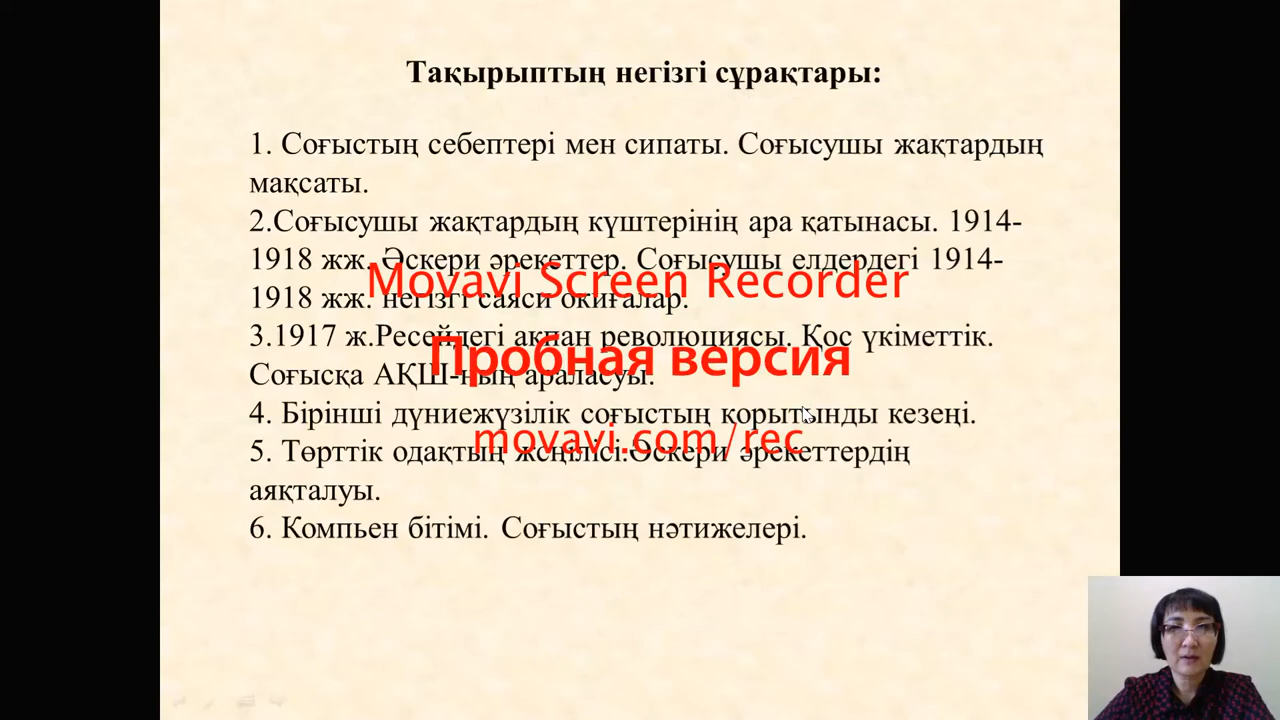 Тақырыптың негізгі сұрақтары:
1. Соғыстың себептері мен сипаты. Соғысушы жақтардың
мақсаты.
2.Соғысушы жақтардың күштерінің ара қатынасы. 1914-
1918 жж. Әскери әрекеттер. Соғысушы елдердегі 1914-
Movavi Screen Recorder
1918 жж. негізгі саяси оқиғалар.
3.1917 ж.Ресейдегі ақпан революциясы. Қос үкіметтік.
Пробная версия
Соғысқа АҚШ-ның араласуы.
4. Бірінші дүниежүзілік соғыстың қорытынды кезеңі.
movavi.com/rec
5. Төрттік одақтың жеңілісі.Әскери әрекеттердің
аяқталуы.
6. Компьен бітімі. Соғыстың нәтижелері.